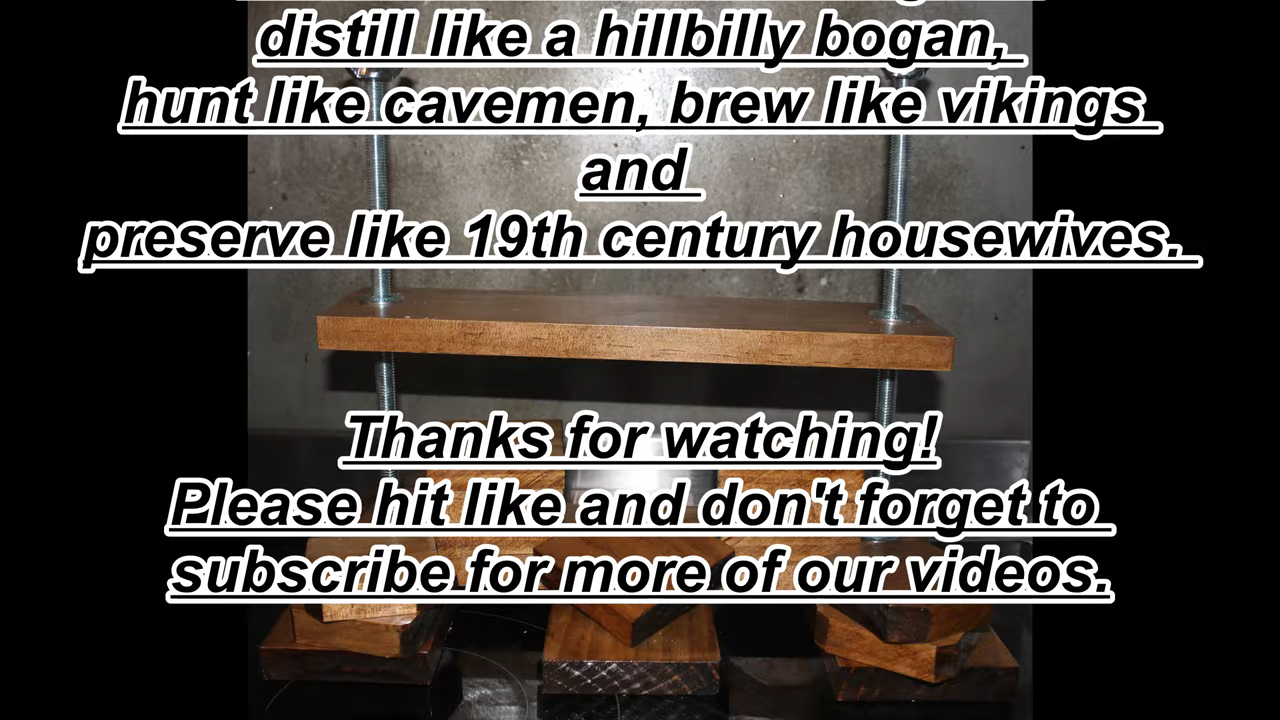 distill like a hillbilly bogan,
hunt like cavemen, brew like vikings
and
preserve like 19th century housewives.
Thanks for watching!
Please hit like and don't forget to
subscribe for more of our videos.